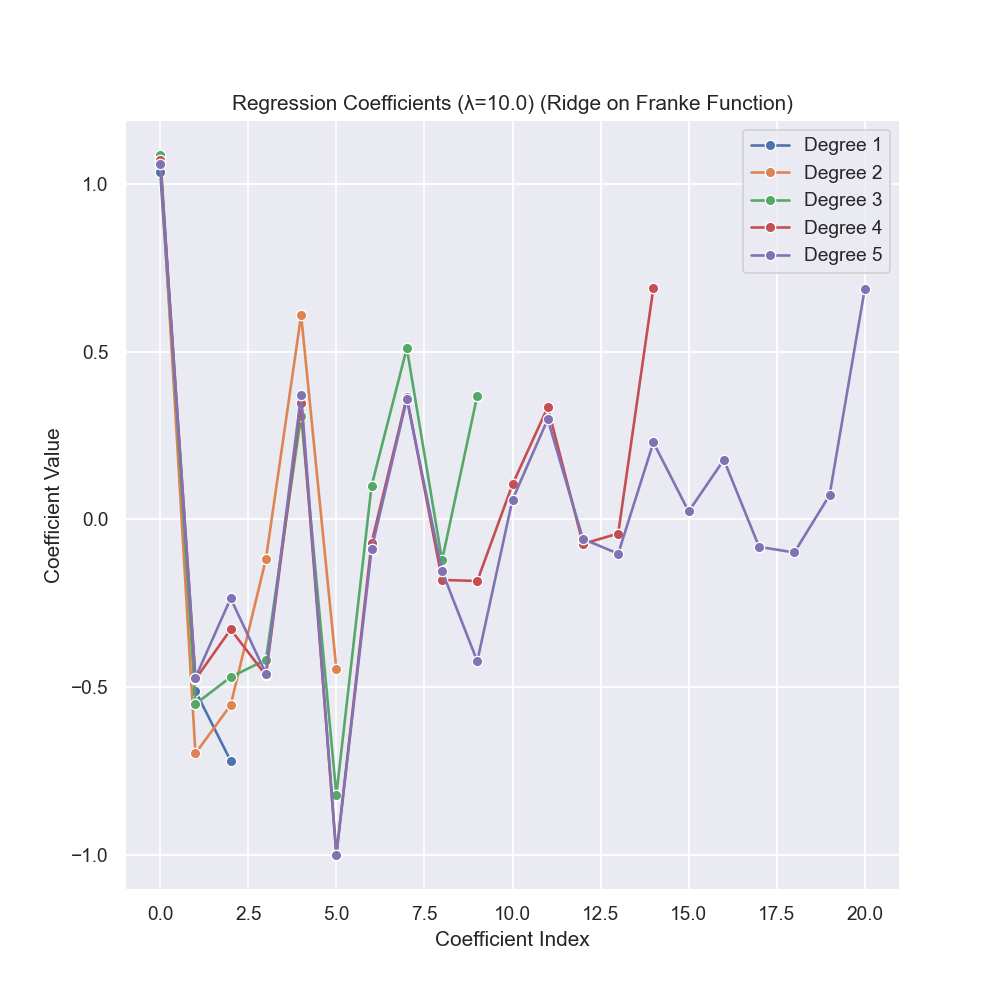 Regression Coefficients (λ=10.0) (Ridge on Franke Function)
Degree 1
Degree 2
Degree 3
Degree 4
Degree 5
1.0
0.5
0.0
−0.5
−1.0
Coefficient Value
0.0 2.5 5.0 7.5 10.0 12.5 15.0 17.5 20.0
Coefficient Index